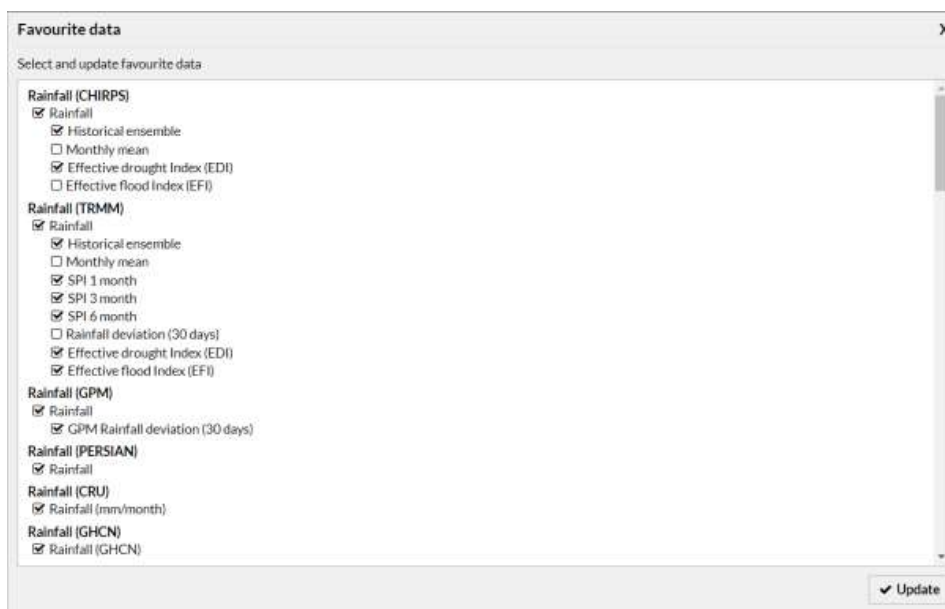 Favourite data
Select and update favourite data
Rainfall (CHIRPS)
Rainfall
Historical ensemble
Monthly mean
Effective drought Index (EDI)
Effective flood Index (EFI)
Rainfall (TRMM)
Rainfall
Historical ensemble
Monthly mean
SPI 1 month
SPI 3 month
SPI 6 month
Rainfall deviation (30 days)
Effective drought Index (EDI)
Effective flood Index (EFI)
Rainfall (GPM)
Rainfall
GPM Rainfall deviation (30 days)
Rainfall (PERSIAN)
Rainfall
Rainfall (CRU)
Rainfall (mm/month)
Rainfall (GHCN)
Rainfall (GHCN)
Update